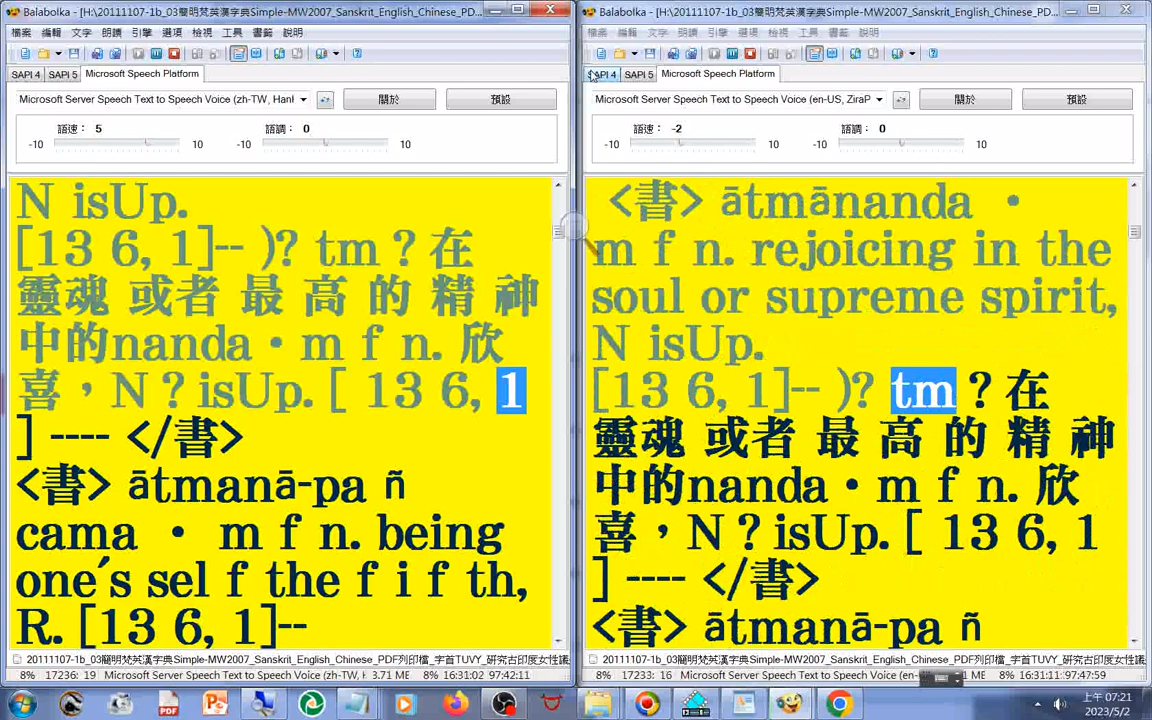 Balabolka - [H:\20111107-1b_03簡明梵英漢字典Simple-MW2007_Sanskrit_English_Chinese_PD...
檔案 編輯 文字 朗讀 引擎 選項 檢視 工具 書籤 說明
SAPI 4 SAPI 5 Microsoft Speech Platform
Microsoft Server Speech Text to Speech Voice (zh-TW, Hanl
關於
預設
語速: 5 語調: 0
-10 10 -10 10
N isUp.
[13 6, 1]-- )? tm？在
靈魂 或者 最 高 的 精 神
中的nanda・m f n. 欣
喜，N？isUp. [ 13 6, 1
] ---- </書>
<書> ātmanā-pa ñ
cama ・ m f n. being
one's sel f the f i f th,
R. [13 6, 1]--
20111107-1b_03簡明梵英漢字典Simple-MW2007_Sanskrit_English_Chinese_PDF列印檔_字首TUVY_研究古印度女性議
8% 17236: 19 Microsoft Server Speech Text to Speech Voice (zh-TW, H 3.71 ME 8% 16:31:02 97:42:11
Balabolka - [H:\20111107-1b_03簡明梵英漢字典Simple-MW2007_Sanskrit_English_Chinese_PDF...
檔案 編輯 文字 朗讀 引擎 選項 檢視 工具 書籤 說明
SAPI 4 SAPI 5 Microsoft Speech Platform
Microsoft Server Speech Text to Speech Voice (en-US, ZiraP
關於
預設
語速: -2 語調: 0
-10 10 -10 10
<書> ātmānanda ・
m f n. rejoicing in the
soul or supreme spirit,
N isUp.
[13 6, 1]-- )? tm？在
靈魂 或者 最 高 的 精 神
中的nanda・m f n. 欣
喜，N？isUp. [ 13 6, 1
] ---- </書>
<書> ātmanā-pa ñ
20111107-1b_03簡明梵英漢字典Simple-MW2007_Sanskrit_English_Chinese_PDF列印檔_字首TUVY_研究古印度女性議
8% 17233: 16 Microsoft Server Speech Text to Speech Voice (en-U ME 8% 16:31:11 97:47:59
上午 07:21
2023/5/2